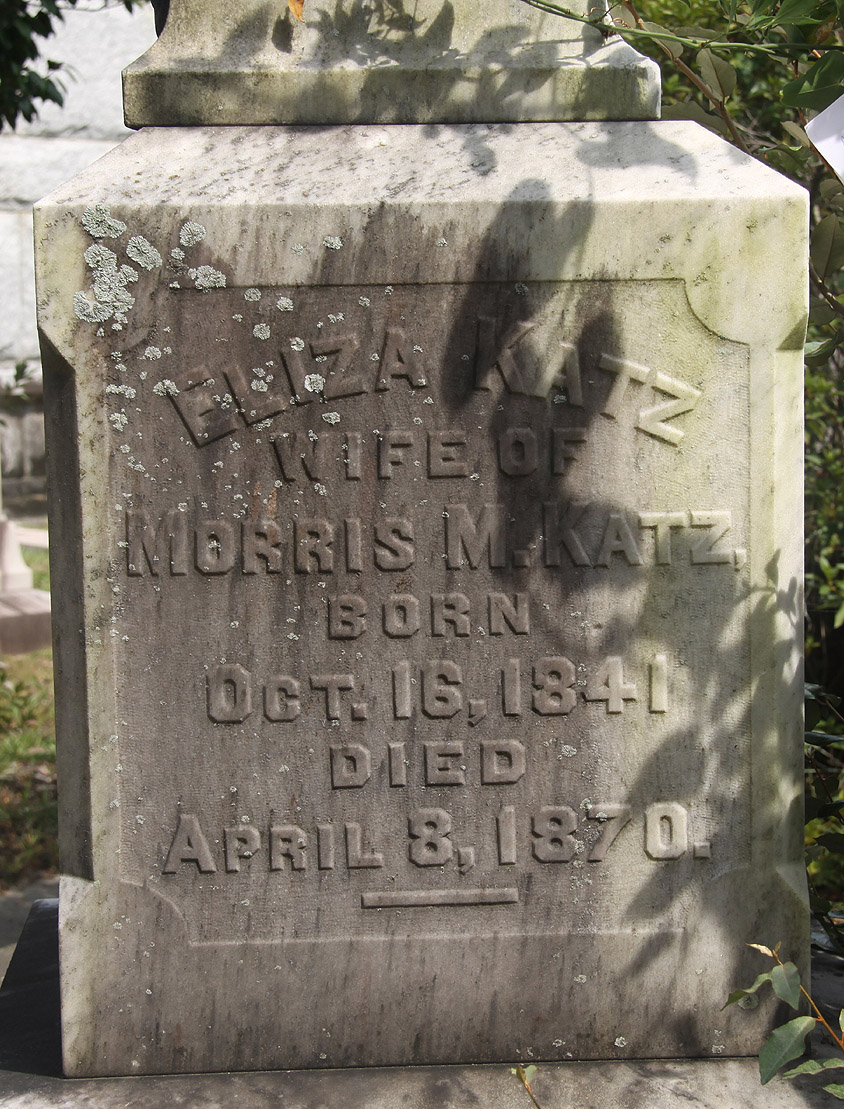 ELIZA KATZ
WIFE OF
MORRIS M. KATZ,
BORN
OCT. 16, 1841
DIED
APRIL 8, 1870.